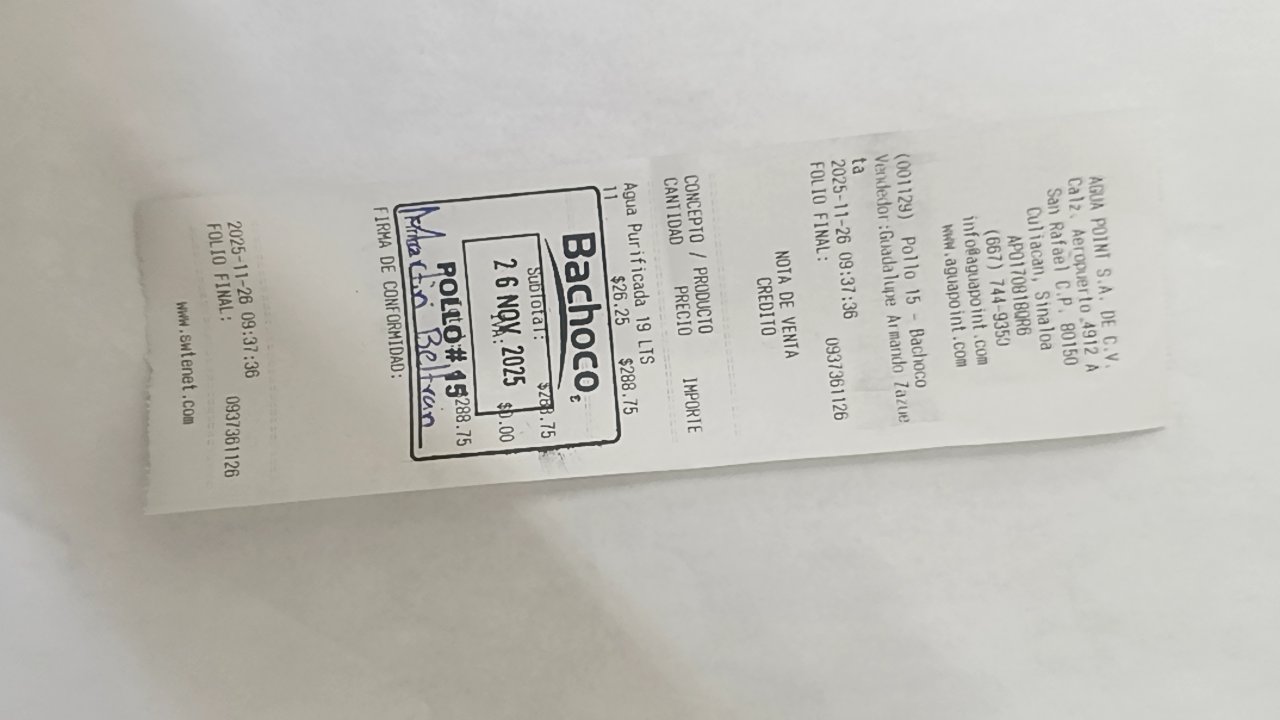 AGUA POINT S.A. DE C.V.
Calz. Aeropuerto 4912 A
San Rafael C.P. 80150
Culiacan, Sinaloa
APO170818QR6
(667) 744-9350
info@aguapoint.com
www.aguapoint.com
(001129) Pollo 15 - Bachoco
Vendedor:Guadalupe Armando Zazue
ta
2025-11-26 09:37:36 0937361126
FOLIO FINAL:
NOTA DE VENTA
CREDITO
CONCEPTO / PRODUCTO
CANTIDAD PRECIO IMPORTE
Agua Purificada 19 LTS
11 $26.25 $288.75
Bachoco
SubTotal: $288.75
26 NOV. 2025 $0.00
POLLO # 15 $288.75
Martin Beltran
FIRMA DE CONFORMIDAD:
2025-11-26 09:37:36 0937361126
FOLIO FINAL:
www.swtenet.com